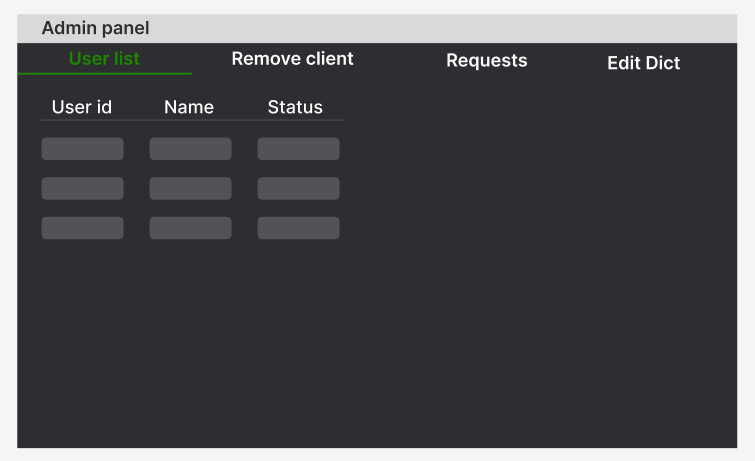 Admin panel
User list Remove client Requests Edit Dict
User id Name Status